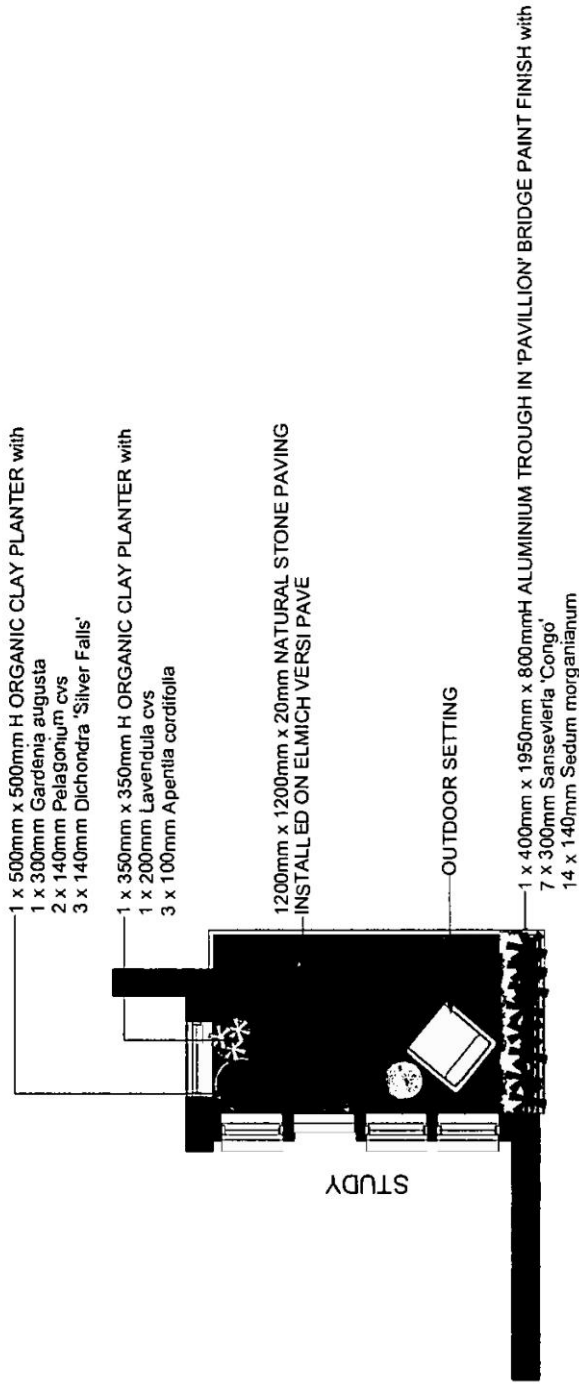 1 x 500mm x 500mm H ORGANIC CLAY PLANTER with
1 x 300mm Gardenia augusta
2 x 140mm Pelagonium cvs
3 x 140mm Dichondra 'Silver Falls'
1 x 350mm x 350mm H ORGANIC CLAY PLANTER with
1 x 200mm Lavendula cvs
3 x 100mm Apentia cordifolla
1200mm x 1200mm x 20mm NATURAL STONE PAVING
INSTALLED ON ELMICH VERSI PAVE
STUDY
OUTDOOR SETTING
1 x 400mm x 1950mm x 800mmH ALUMINIUM TROUGH IN 'PAVILLION' BRIDGE PAINT FINISH with
7 x 300mm Sansevieria 'Congo'
14 x 140mm Sedum morganianum